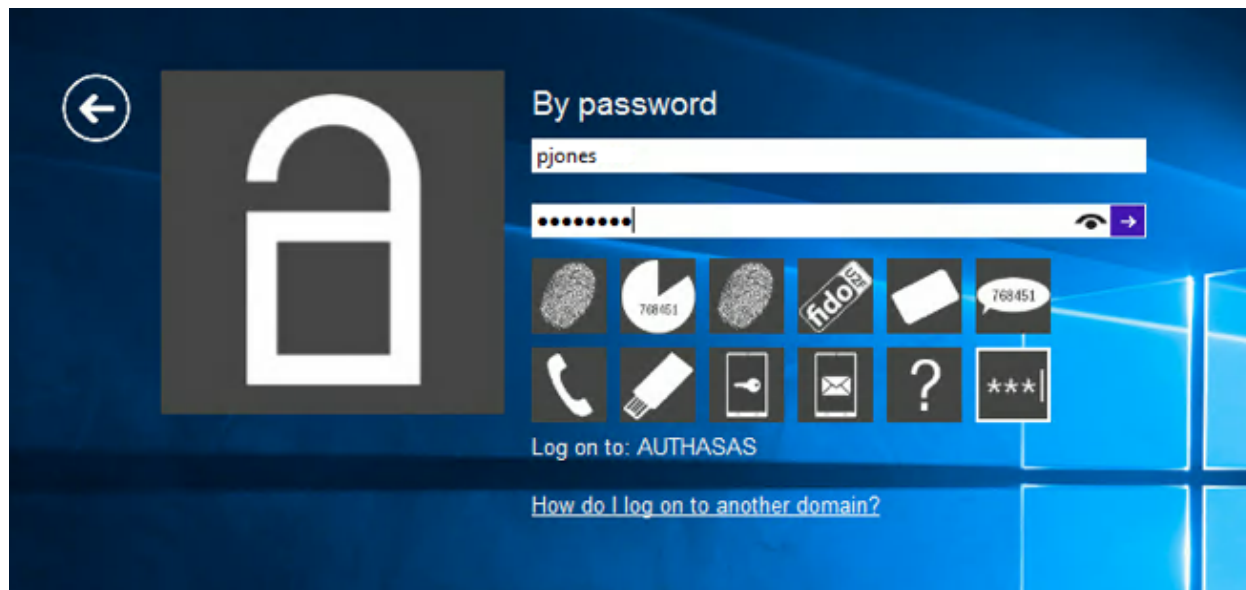 By password
pjones
••••••••
768451
fido U2F
768451
?
***|
Log on to: AUTHASAS
How do I log on to another domain?